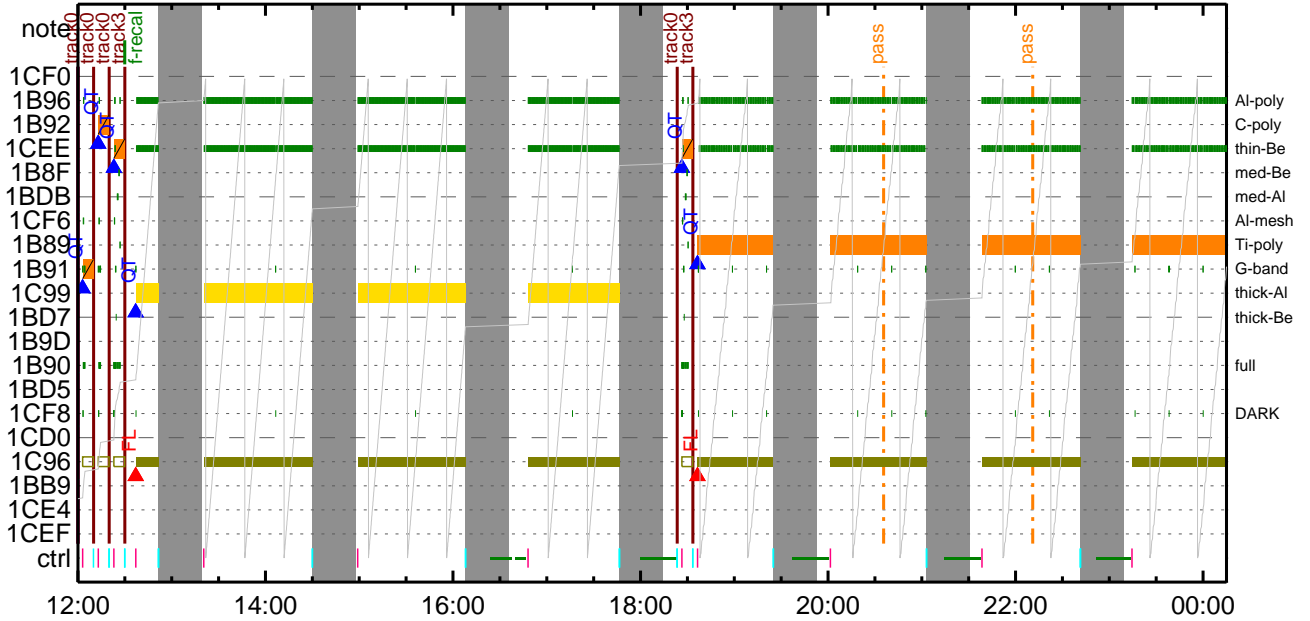 note
track0
track0
track0
track3
f-recal
track0
track3
pass
pass
1CF0
1B96 Al-poly
QT
1B92 C-poly
QT
QT
1CEE thin-Be
1B8F med-Be
1BDB med-Al
1CF6 Al-mesh
QT
QT
1B89 Ti-poly
1B91 G-band
QT
1C99 thick-Al
1BD7 thick-Be
1B9D
1B90 full
1BD5
1CF8 DARK
1CD0
FL
FL
1C96
1BB9
1CE4
1CEF
ctrl
12:00 14:00 16:00 18:00 20:00 22:00 00:00